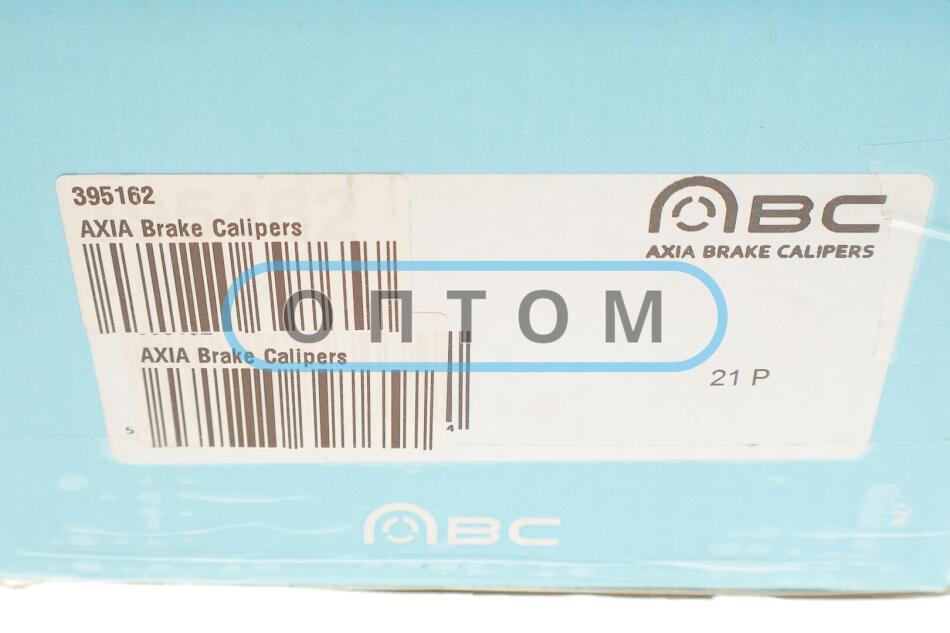 395162
AXIA Brake Calipers
ABC
AXIA BRAKE CALIPERS
ОПТОМ
AXIA Brake Calipers
21 P
5
4
ABC